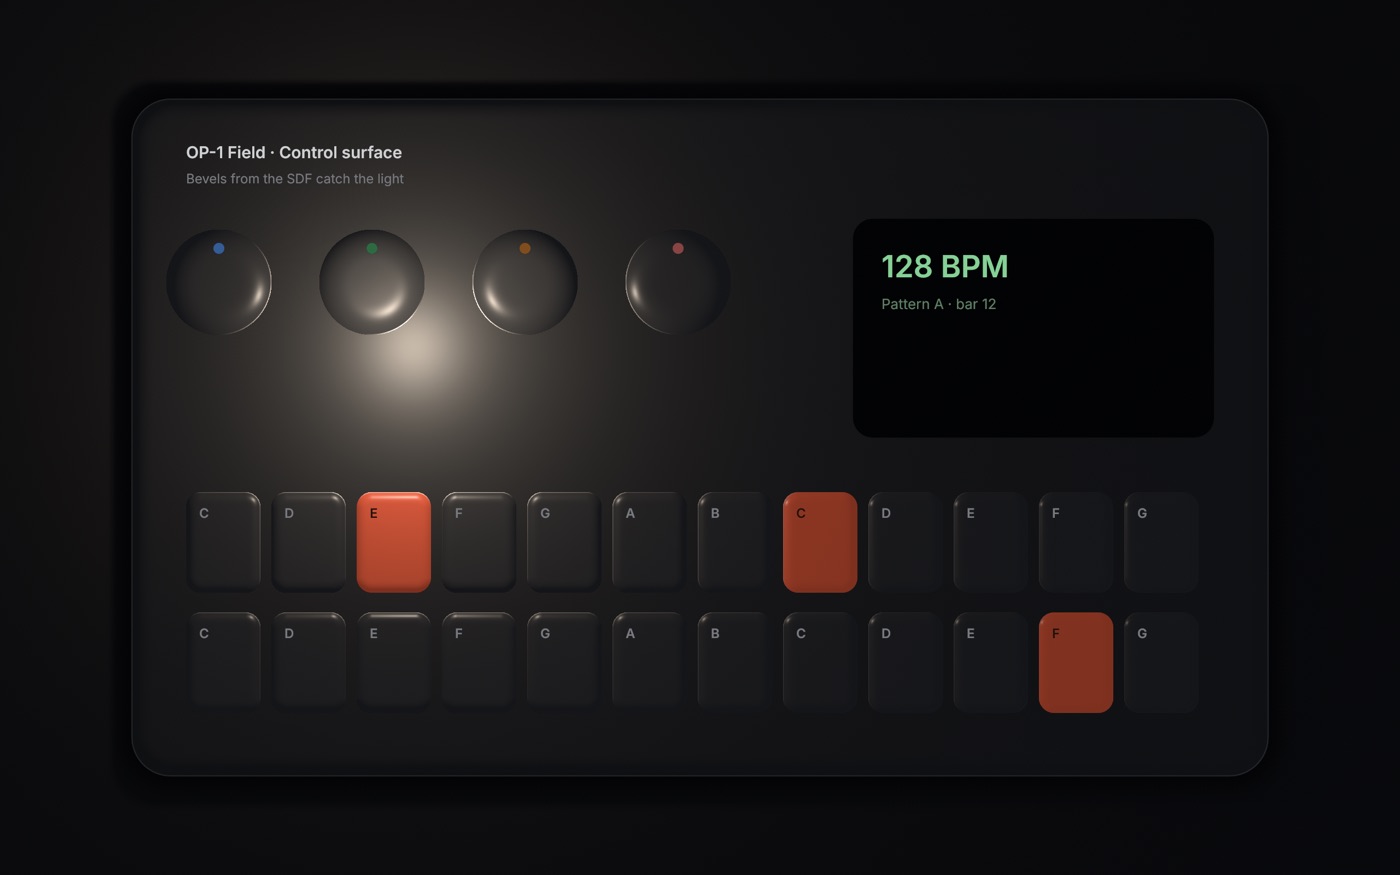 OP-1 Field · Control surface
Bevels from the SDF catch the light
128 BPM
Pattern A · bar 12
C D E F G A B C D E F G
C D E F G A B C D E F G